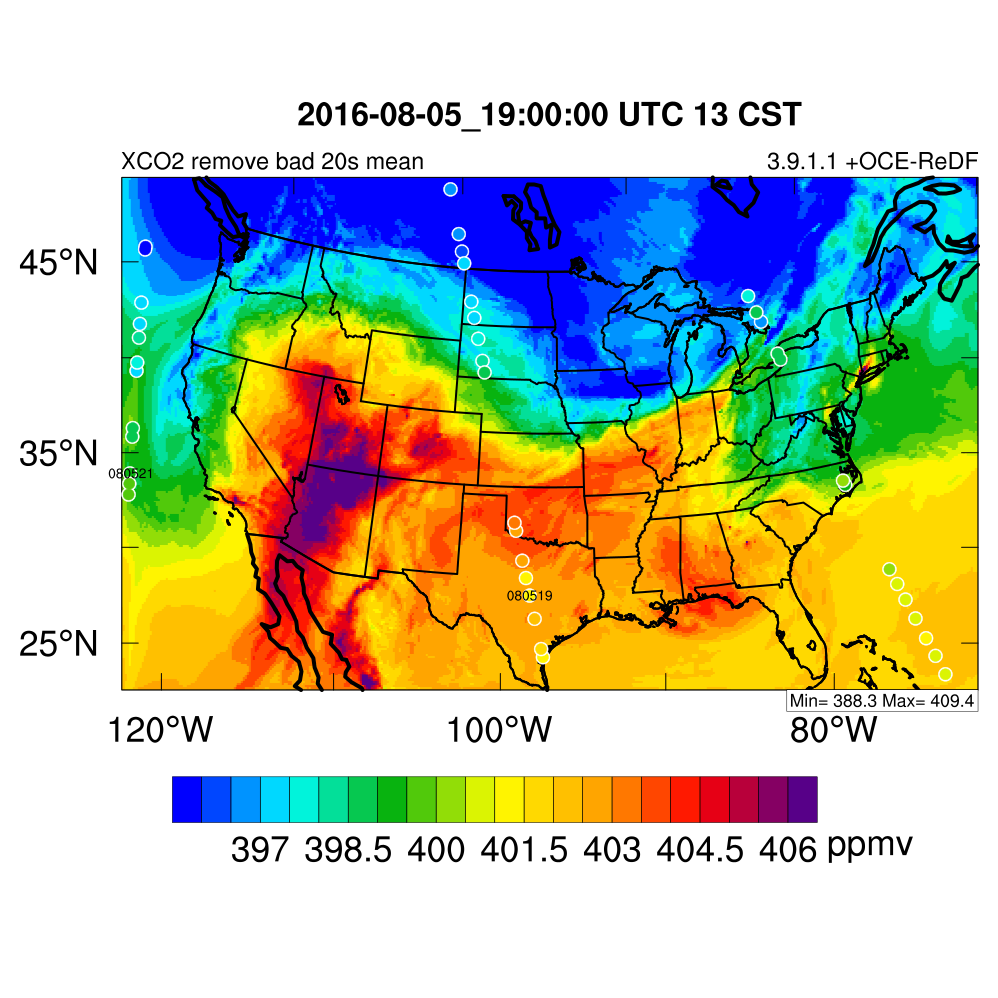 2016-08-05_19:00:00 UTC 13 CST
XCO2 remove bad 20s mean 3.9.1.1 +OCE-ReDF
45°N
35°N
080521
080519
25°N
Min= 388.3 Max= 409.4
120°W 100°W 80°W
397 398.5 400 401.5 403 404.5 406 ppmv